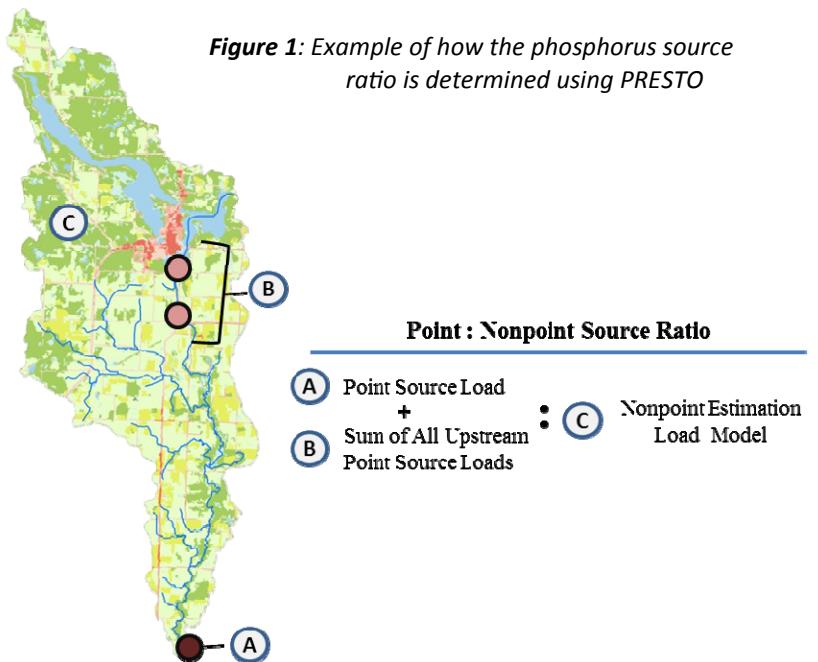 Figure 1: Example of how the phosphorus source
ratio is determined using PRESTO
C
B
A
Point : Nonpoint Source Ratio
A Point Source Load
+
B Sum of All Upstream
Point Source Loads
:
C Nonpoint Estimation
Load Model